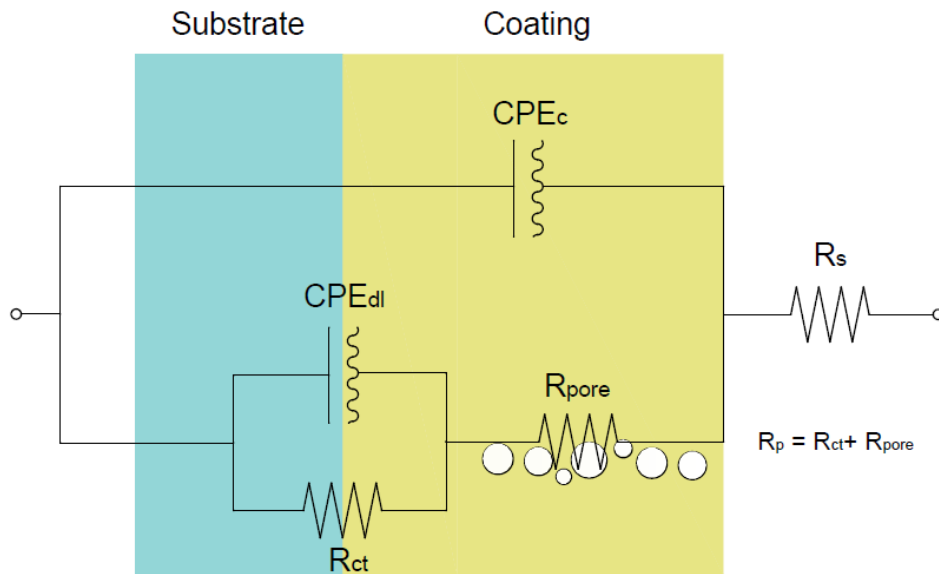 Substrate
Coating
CPEc
Rs
CPEdl
Rpore
Rp = Rct+ Rpore
Rct